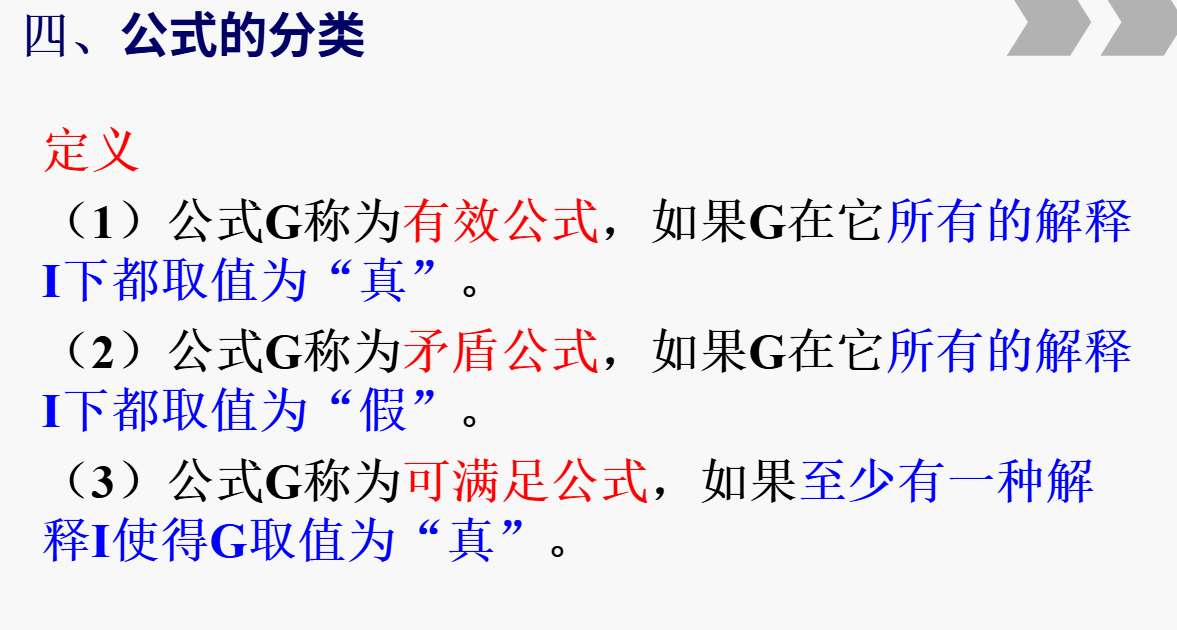 四、公式的分类
定义
（1）公式G称为有效公式，如果G在它所有的解释
I下都取值为“真”。
（2）公式G称为矛盾公式，如果G在它所有的解释
I下都取值为“假”。
（3）公式G称为可满足公式，如果至少有一种解
释I使得G取值为“真”。